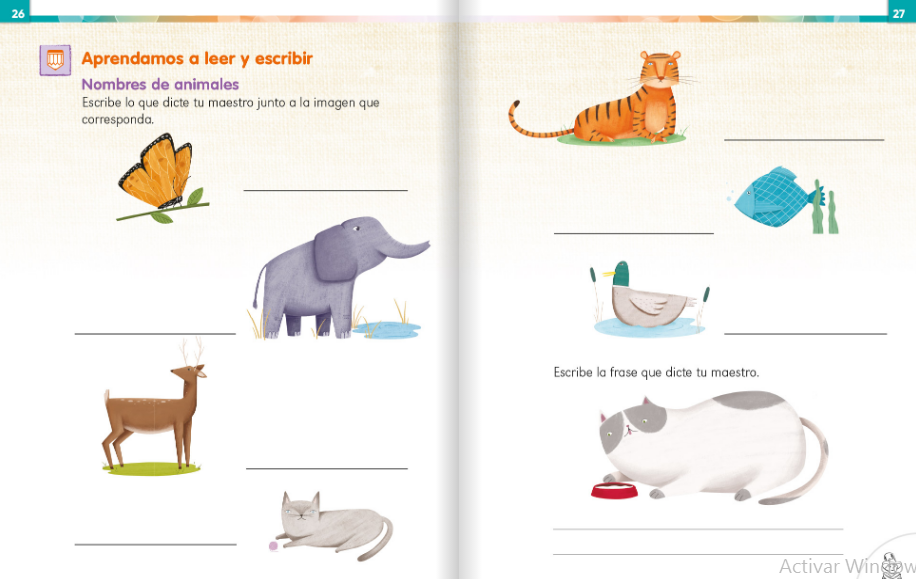 26
Aprendamos a leer y escribir
Nombres de animales
Escribe lo que dicte tu maestro junto a la imagen que
corresponda.
27
Escribe la frase que dicte tu maestro.
Activar Window